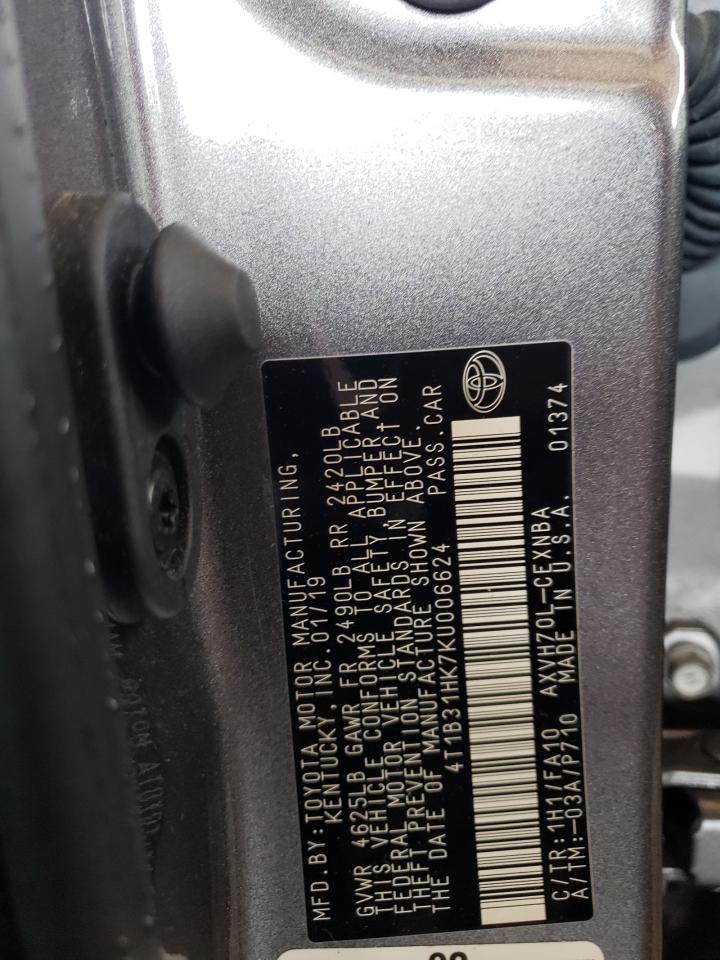 MFD.BY:TOYOTA MOTOR MANUFACTURING,
KENTUCKY, INC. 01/19
GVWR 4625LB GAWR FR 2490LB RR 2420LB
THIS VEHICLE CONFORMS TO ALL APPLICABLE
FEDERAL MOTOR VEHICLE SAFETY, BUMPER AND
THEFT PREVENTION STANDARDS IN EFFECT ON
THE DATE OF MANUFACTURE SHOWN ABOVE.
4T1B31HK7KU006624 PASS.CAR
C/TR:1H1/FA10 AXVH70L-CEXNBA
A/TM:-03A/P710 MADE IN U.S.A. 01374